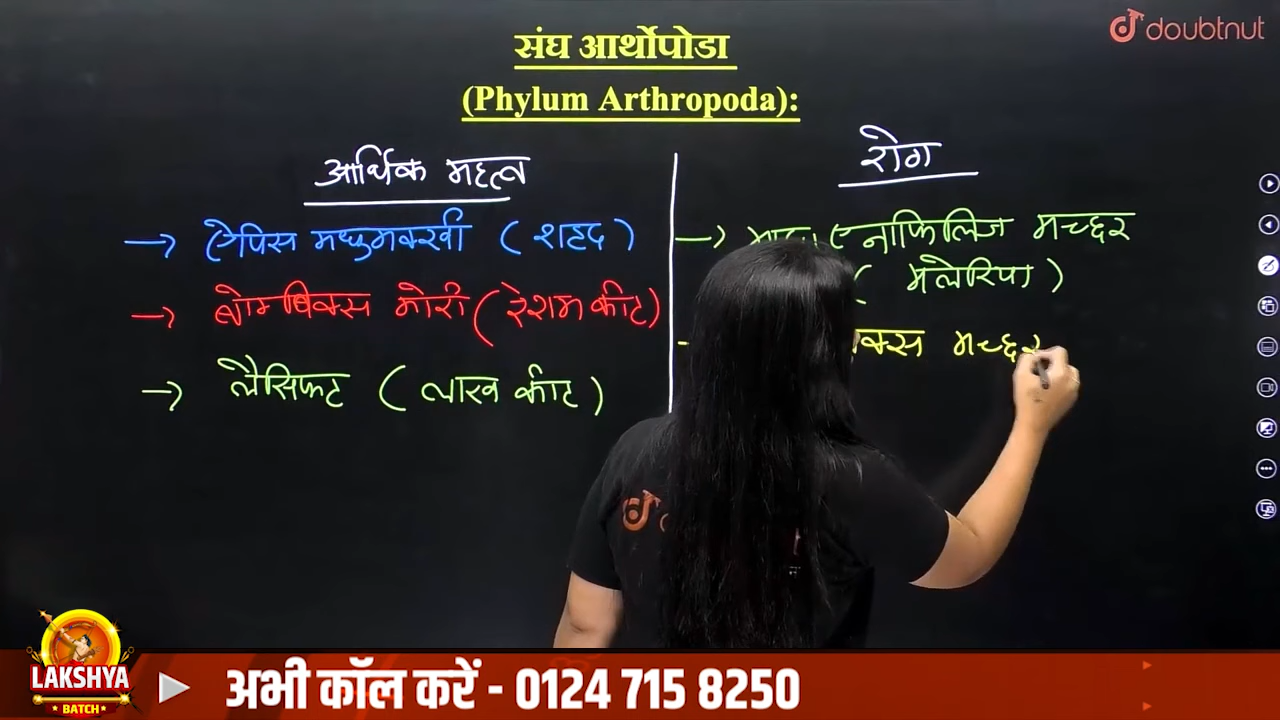 doubtnut
संघ आर्थोपोडा
(Phylum Arthropoda):
आर्थिक महत्व
→ ऐपिस मधुमक्खी (शहद)
→ बोम्बिक्स मोरी (रेशम कीट)
→ लैसिफट (लाख कीट)
रोग
→ एनाफिलिज मच्छर
(मलेरिया)
मच्छर
LAKSHYA
BATCH
अभी कॉल करें - 0124 715 8250